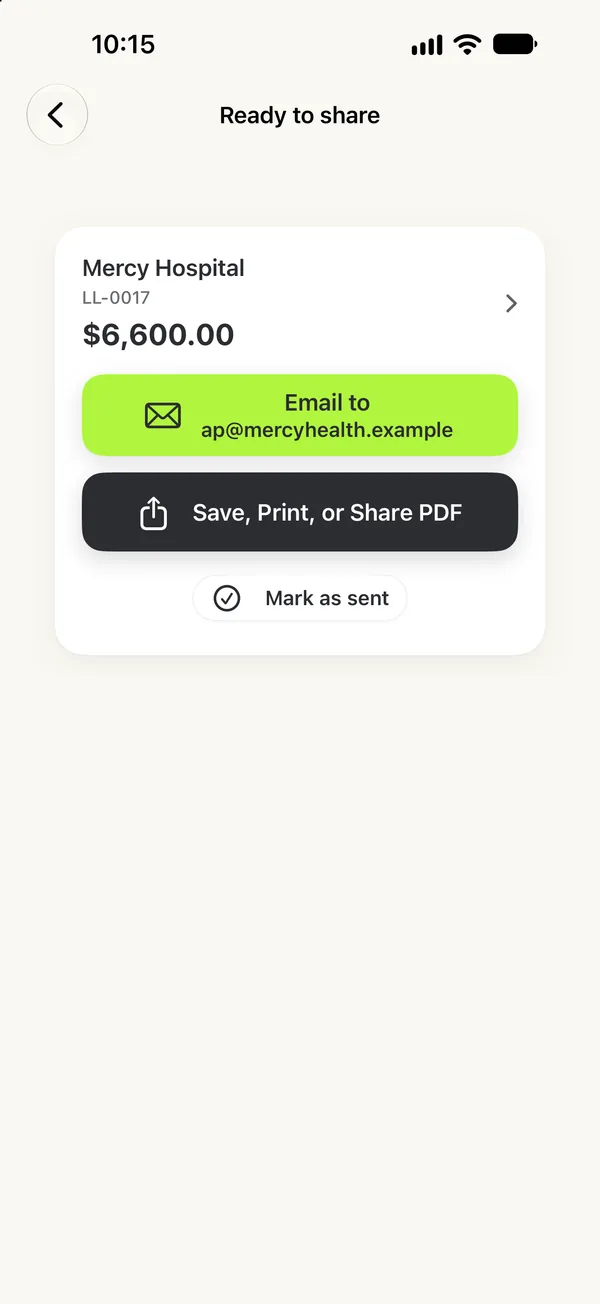 10:15
Ready to share
Mercy Hospital
LL-0017
$6,600.00
Email to
ap@mercyhealth.example
Save, Print, or Share PDF
Mark as sent